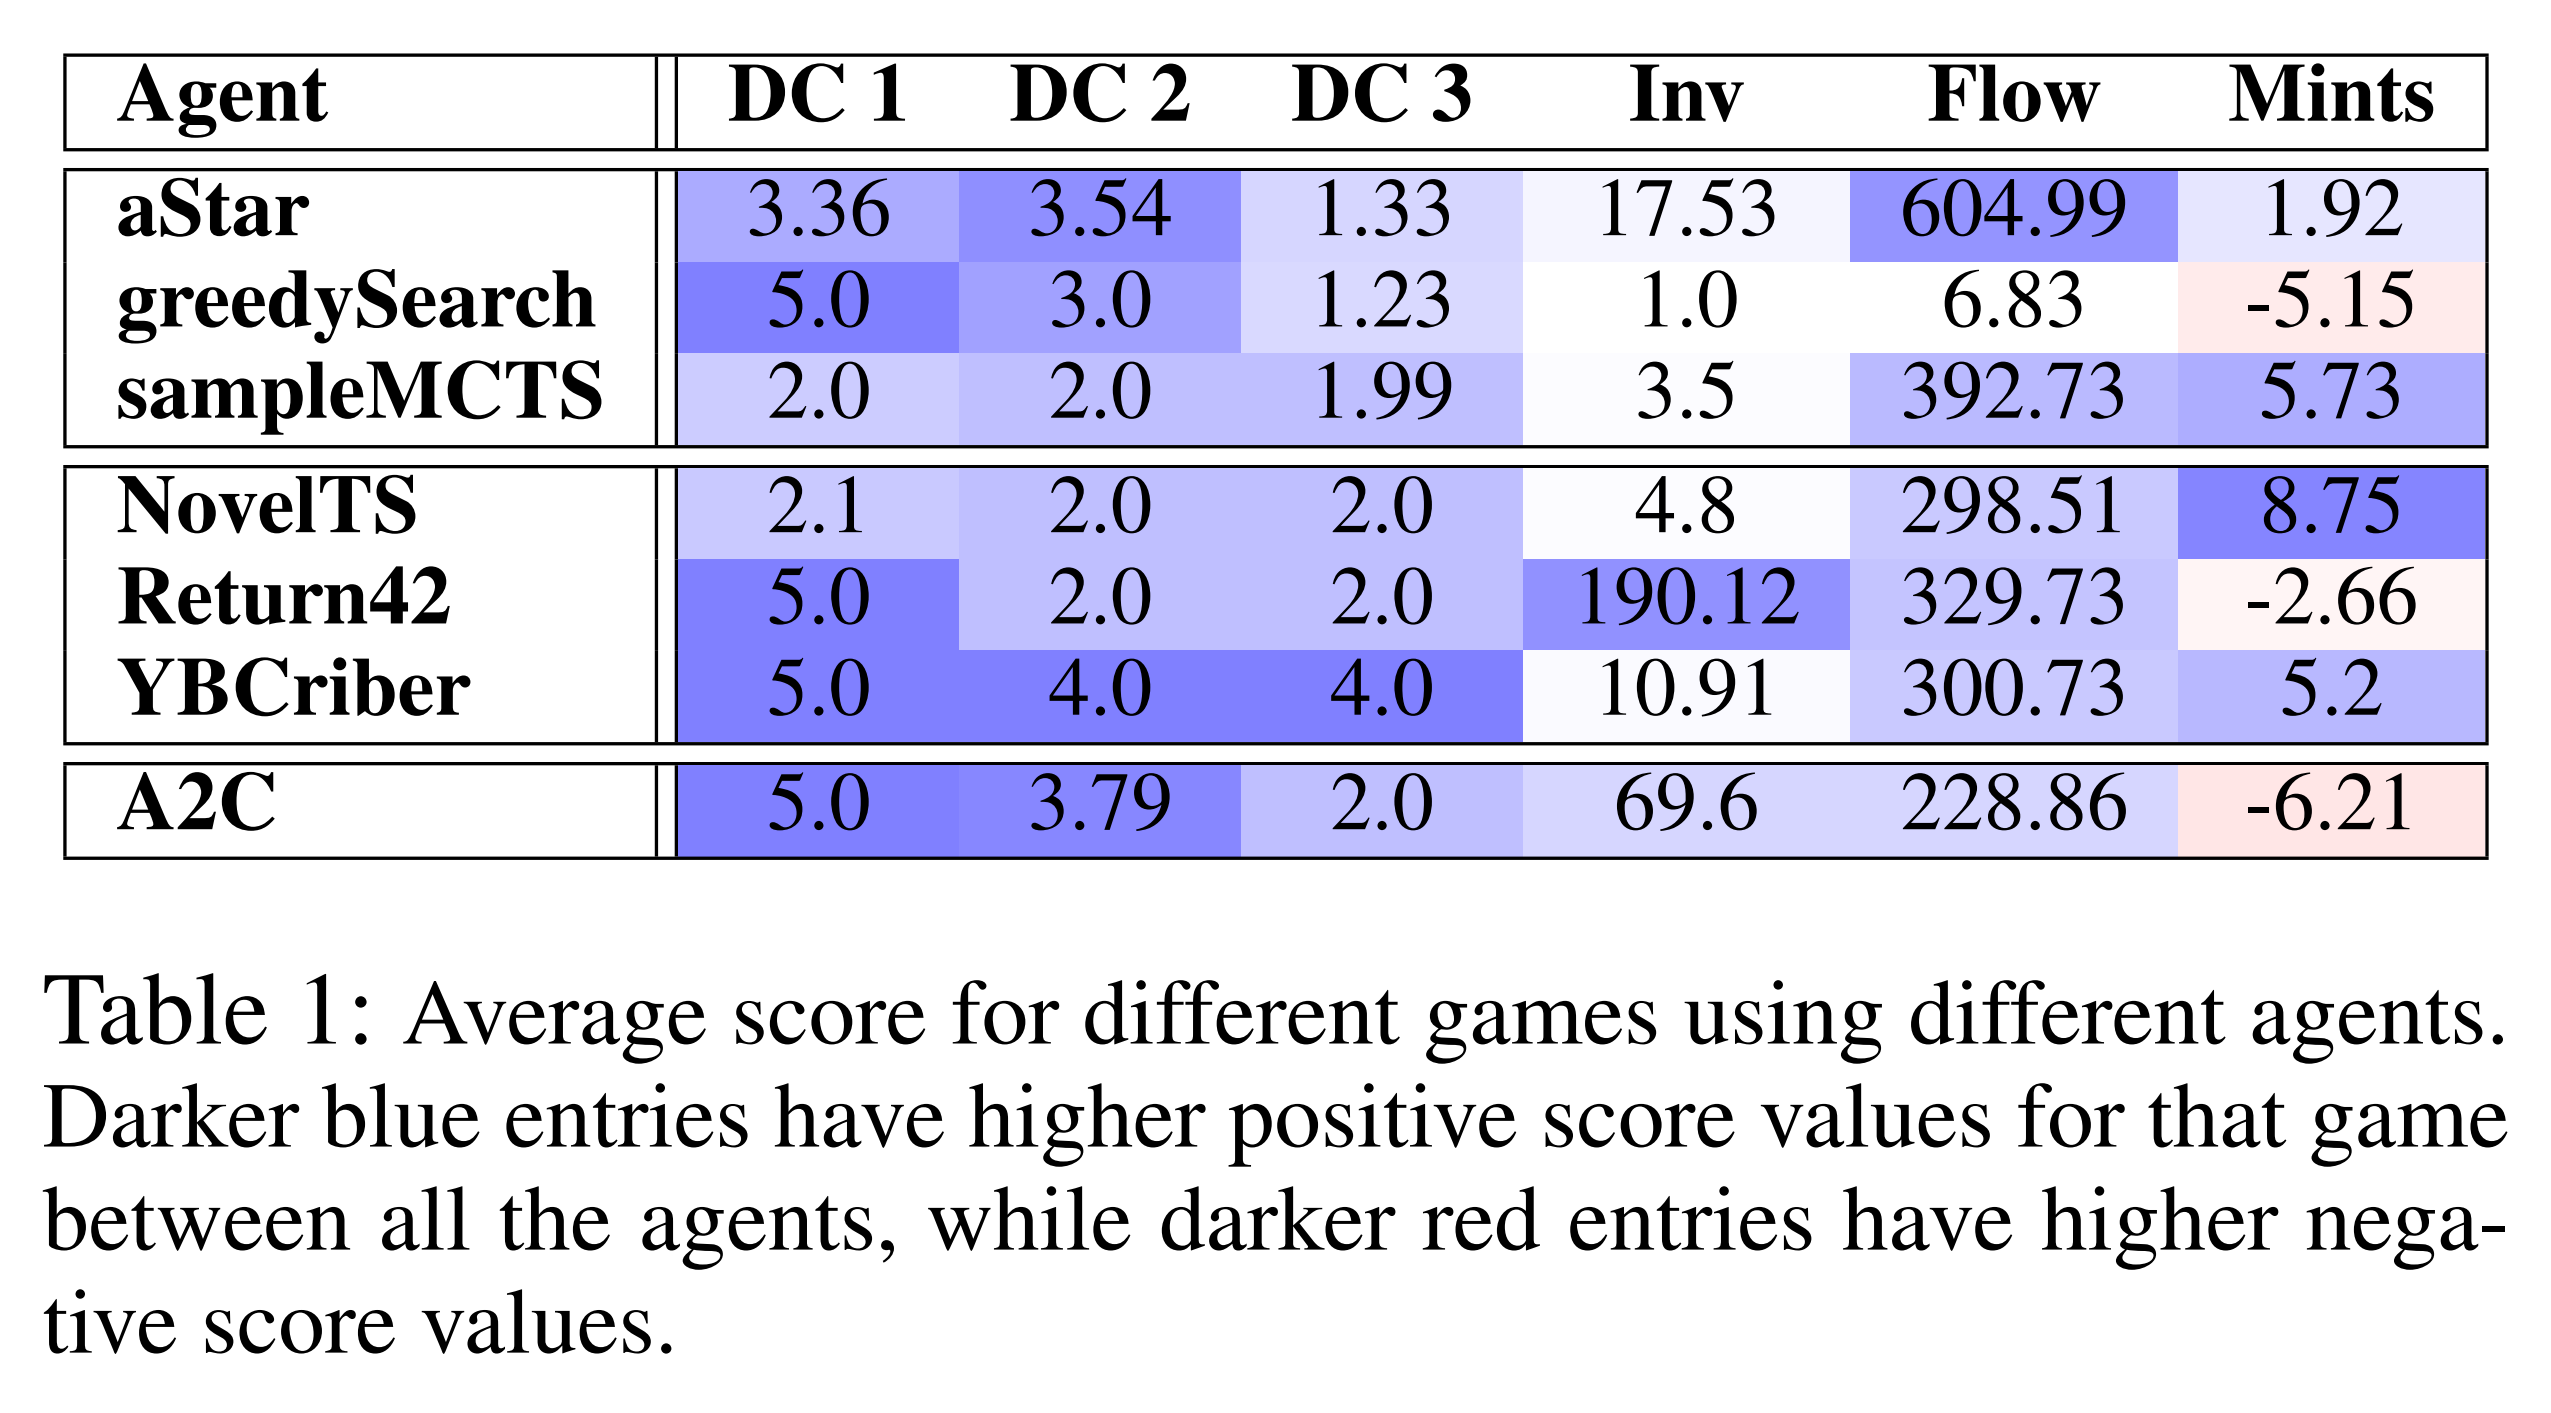 Agent DC 1 DC 2 DC 3 Inv Flow Mints
aStar 3.36 3.54 1.33 17.53 604.99 1.92
greedySearch 5.0 3.0 1.23 1.0 6.83 -5.15
sampleMCTS 2.0 2.0 1.99 3.5 392.73 5.73
NovelTS 2.1 2.0 2.0 4.8 298.51 8.75
Return42 5.0 2.0 2.0 190.12 329.73 -2.66
YBCriber 5.0 4.0 4.0 10.91 300.73 5.2
A2C 5.0 3.79 2.0 69.6 228.86 -6.21
Table 1: Average score for different games using different agents.
Darker blue entries have higher positive score values for that game
between all the agents, while darker red entries have higher nega-
tive score values.